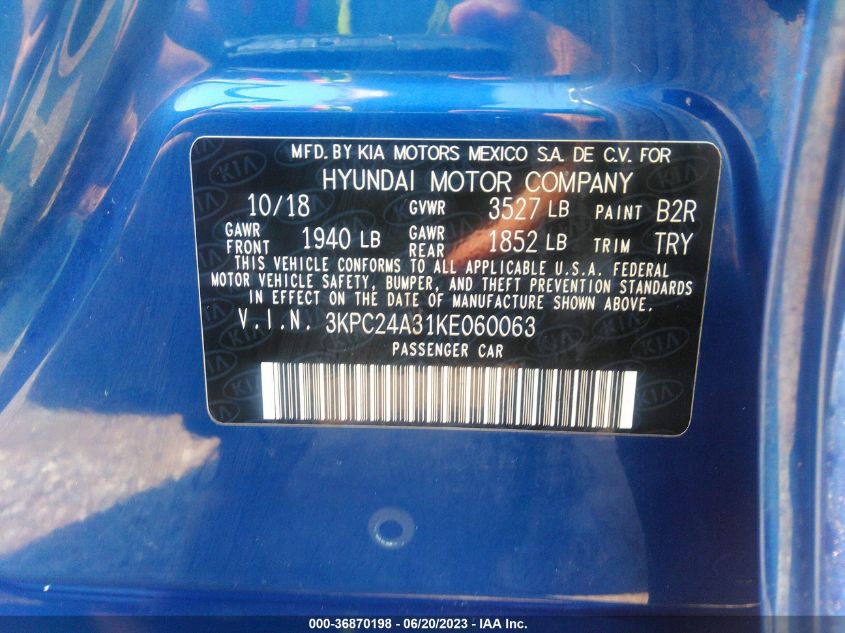 MFD. BY KIA MOTORS MEXICO S.A. DE C.V. FOR
HYUNDAI MOTOR COMPANY
10/18 GVWR 3527 LB PAINT B2R
GAWR FRONT 1940 LB GAWR REAR 1852 LB TRIM TRY
THIS VEHICLE CONFORMS TO ALL APPLICABLE U.S.A. FEDERAL
MOTOR VEHICLE SAFETY, BUMPER, AND THEFT PREVENTION STANDARDS
IN EFFECT ON THE DATE OF MANUFACTURE SHOWN ABOVE.
V.I.N. 3KPC24A31KE060063
PASSENGER CAR
000-36870198 - 06/20/2023 - IAA Inc.